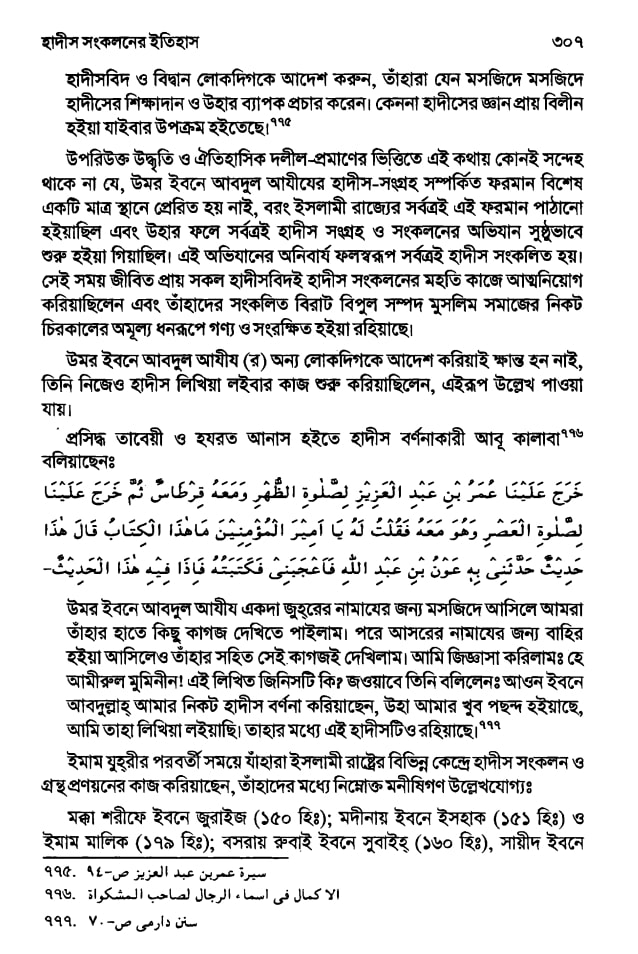 হাদীস সংকলনের ইতিহাস ৩০৭
হাদীসবিদ ও বিদ্বান লোকদিগকে আদেশ করুন, তাঁহারা যেন মসজিদে মসজিদে
হাদীসের শিক্ষাদান ও উহার ব্যাপক প্রচার করেন। কেননা হাদীসের জ্ঞান প্রায় বিলীন
হইয়া যাইবার উপক্রম হইতেছে।৭৭৫
উপরিউক্ত উদ্ধৃতি ও ঐতিহাসিক দলীল-প্রমাণের ভিত্তিতে এই কথায় কোনই সন্দেহ
থাকে না যে, উমর ইবনে আবদুল আযীযের হাদীস-সংগ্রহ সম্পর্কিত ফরমান বিশেষ
একটি মাত্র স্থানে প্রেরিত হয় নাই, বরং ইসলামী রাজ্যের সর্বত্রই এই ফরমান পাঠানো
হইয়াছিল এবং উহার ফলে সর্বত্রই হাদীস সংগ্রহ ও সংকলনের অভিযান সুষ্ঠুভাবে
শুরু হইয়া গিয়াছিল। এই অভিযানের অনিবার্য ফলস্বরূপ সর্বত্রই হাদীস সংকলিত হয়।
সেই সময় জীবিত প্রায় সকল হাদীসবিদই হাদীস সংকলনের মহতি কাজে আত্মনিয়োগ
করিয়াছিলেন এবং তাঁহাদের সংকলিত বিরাট বিপুল সম্পদ মুসলিম সমাজের নিকট
চিরকালের অমূল্য ধনরূপে গণ্য ও সংরক্ষিত হইয়া রহিয়াছে।
উমর ইবনে আবদুল আযীয (র) অন্য লোকদিগকে আদেশ করিয়াই ক্ষান্ত হন নাই,
তিনি নিজেও হাদীস লিখিয়া লইবার কাজ শুরু করিয়াছিলেন, এইরূপ উল্লেখ পাওয়া
যায়।
প্রসিদ্ধ তাবেয়ী ও হযরত আনাস হইতে হাদীস বর্ণনাকারী আবূ কালাবা৭৭৬
বলিয়াছেনঃ
خَرَجَ عَلَيْنَا عُمَرُ بْنِ عَبْدِ الْعَزِيْزِ لِصَلٰوةِ الظُّهْرِ وَمَعَهُ قِرْطَاسٌ ثُمَّ خَرَجَ عَلَيْنَا
لِصَلٰوةِ الْعَصْرِ وَهُوَ مَعَهُ فَقُلْتُ لَهُ يَا اَمِيْرَ الْمُؤْمِنِيْنَ مَاهٰذَا الْكِتَابُ قَالَ هٰذَا
حَدِيْثٌ حَدَّثَنِىْ بِهِ عَوْنُ بْنِ عَبْدِ اللّٰهِ فَاَعْجَبَنِىْ فَكَتَبْتُهُ فَاِذَا فِيْهِ هٰذَا الْحَدِيْثُ-
উমর ইবনে আবদুল আযীয একদা জুহরের নামাযের জন্য মসজিদে আসিলে আমরা
তাঁহার হাতে কিছু কাগজ দেখিতে পাইলাম। পরে আসরের নামাযের জন্য বাহির
হইয়া আসিলেও তাঁহার সহিত সেই কাগজই দেখিলাম। আমি জিজ্ঞাসা করিলামঃ হে
আমীরুল মুমিনীন! এই লিখিত জিনিসটি কি? জওয়াবে তিনি বলিলেনঃ আওন ইবনে
আবদুল্লাহ্ আমার নিকট হাদীস বর্ণনা করিয়াছেন, উহা আমার খুব পছন্দ হইয়াছে,
আমি তাহা লিখিয়া লইয়াছি। তাহার মধ্যে এই হাদীসটিও রহিয়াছে।৭৭৭
ইমাম যুহ্‌রীর পরবর্তী সময়ে যাঁহারা ইসলামী রাষ্ট্রের বিভিন্ন কেন্দ্রে হাদীস সংকলন ও
গ্রন্থ প্রণয়নের কাজ করিয়াছেন, তাঁহাদের মধ্যে নিম্নোক্ত মনীষিগণ উল্লেখযোগ্যঃ
মক্কা শরীফে ইবনে জুরাইজ (১৫০ হিঃ); মদীনায় ইবনে ইসহাক (১৫১ হিঃ) ও
ইমাম মালিক (১৭৯ হিঃ); বসরায় রুবাই ইবনে সুবাইহ্ (১৬০ হিঃ), সায়ীদ ইবনে
৭৭৫. سيرة عمربن عبد العزيز ص-٩٤
৭৭৬. الا كمال فى اسماء الرجال لصاحب المشكواة
৭৭৭. سنن دارمى ص-٧٠